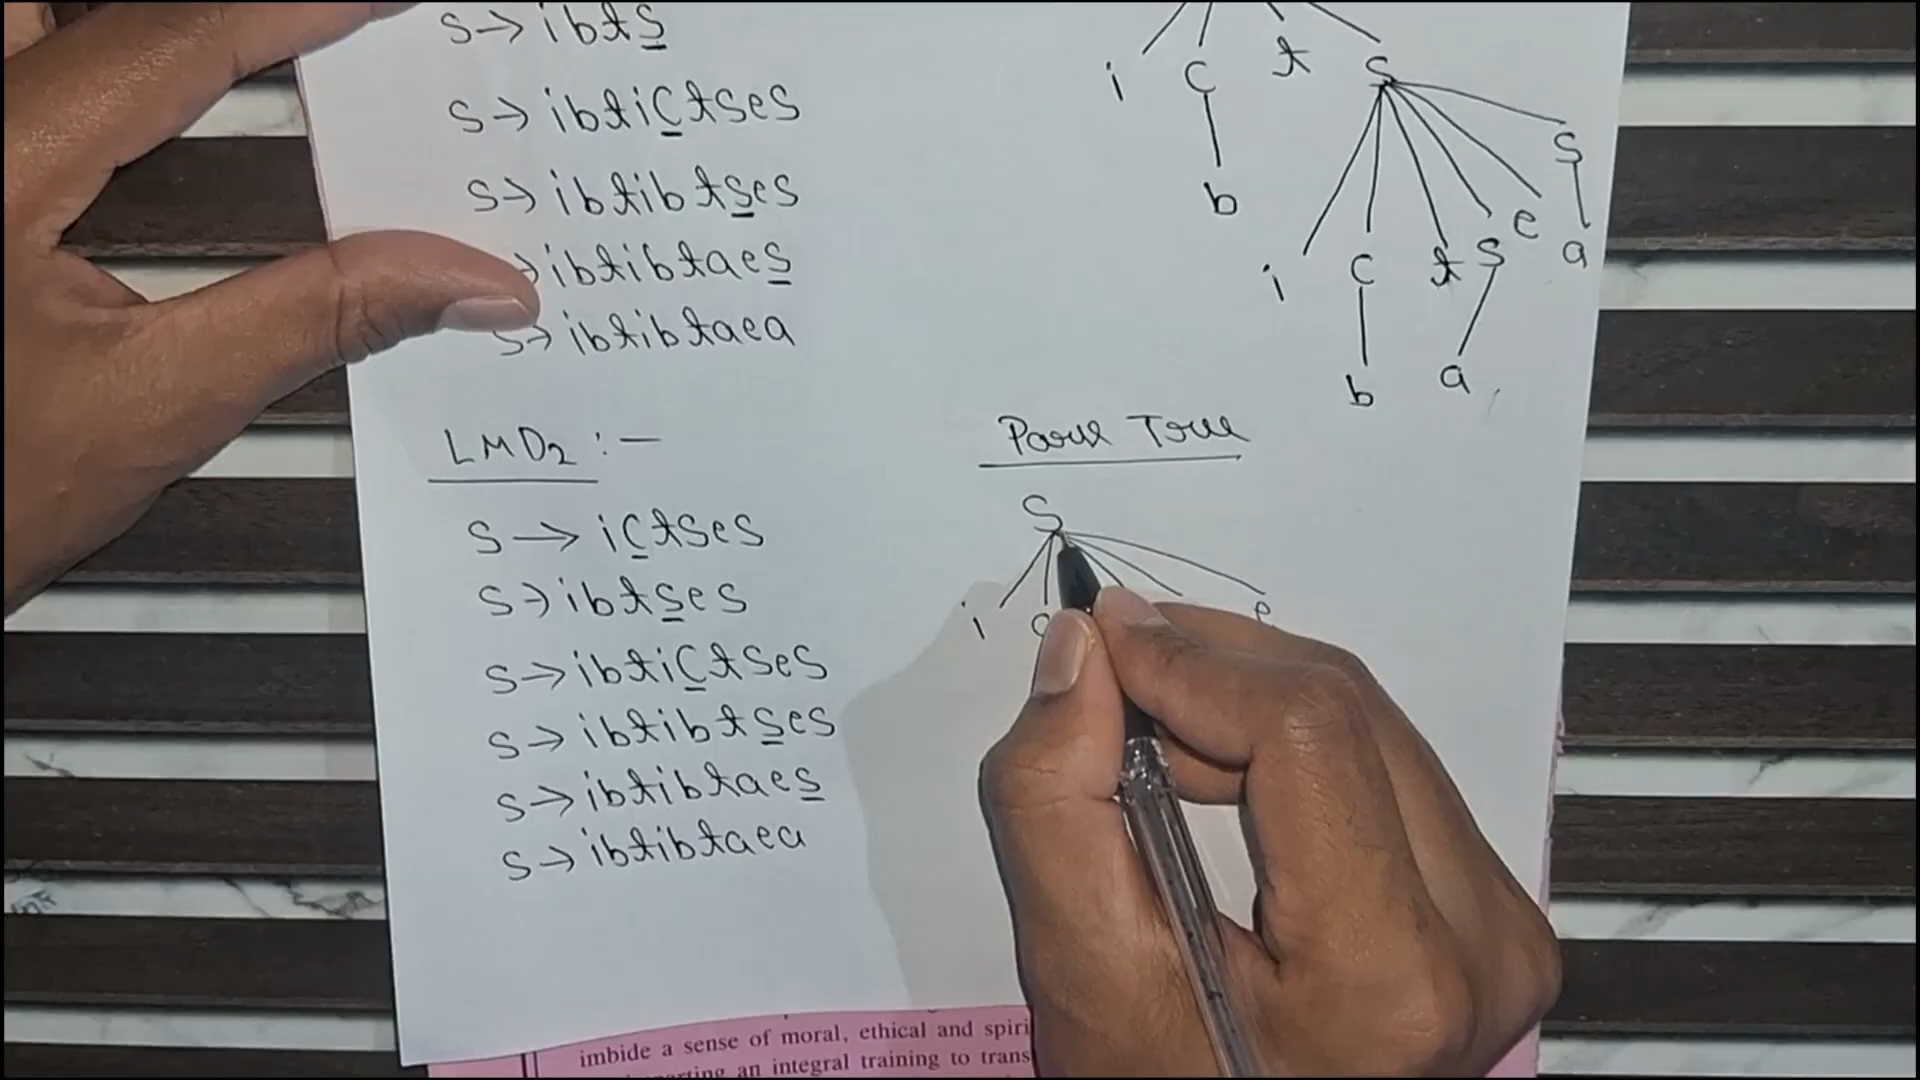 S→ibtS
S→ibtiCtSeS
S→ibtibtSeS
→ibtibtaeS
S→ibtibtaea
i C t S
b
i C t S e S
a
b a
LMD2 :-
S → iCtSeS
S→ibtSeS
S→ibtiCtSeS
S→ibtibtSeS
S→ibtibtaeS
S→ibtibtaea
Parse Tree
S
i e
imbide a sense of moral, ethical and spiri
an integral training to trans